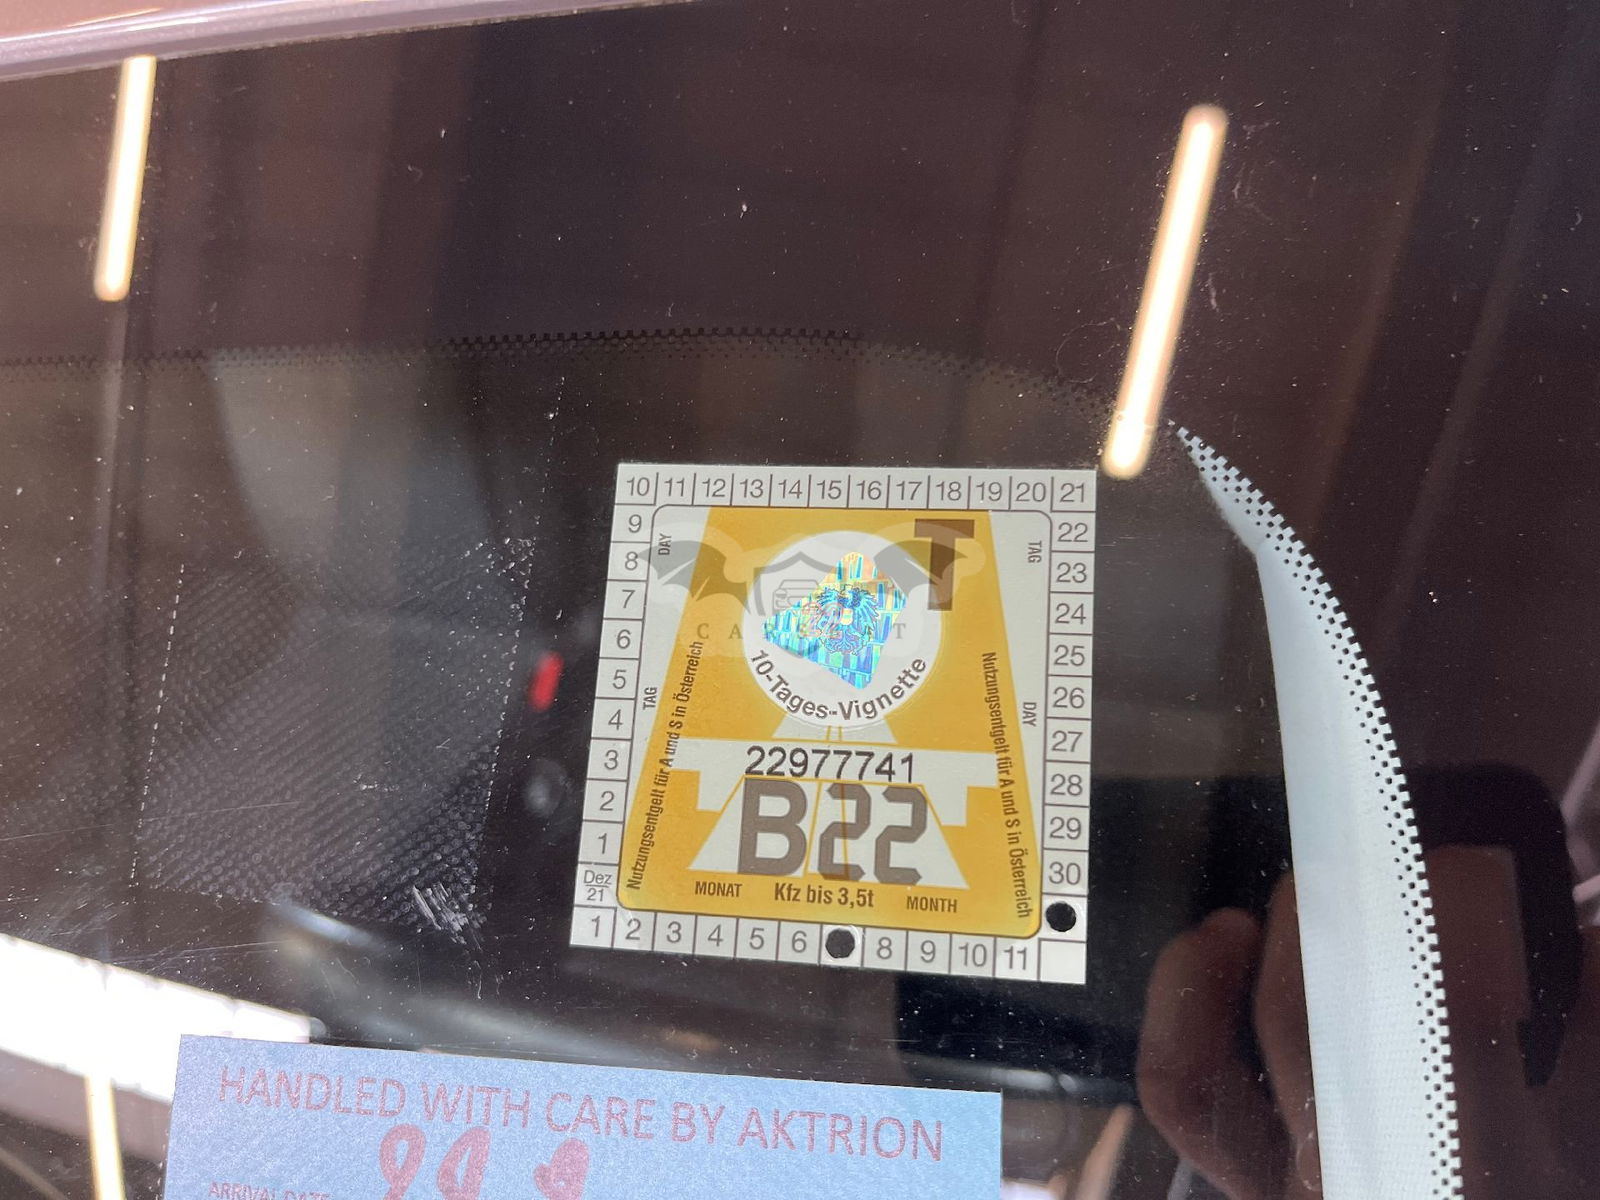 10 11 12 13 14 15 16 17 18 19 20 21
9 22
8 23
7 24
6 25
5 26
4 27
3 28
2 29
1 30
Dez
21
1 2 3 4 5 6 8 9 10 11
DAY
TAG
T
TAG
DAY
CARS
T
10-Tages-Vignette
Nutzungsentgelt für A und S in Österreich
Nutzungsentgelt für A und S in Österreich
22977741
B22
MONAT Kfz bis 3,5t MONTH
HANDLED WITH CARE BY AKTRION
ARRIVAL DATE